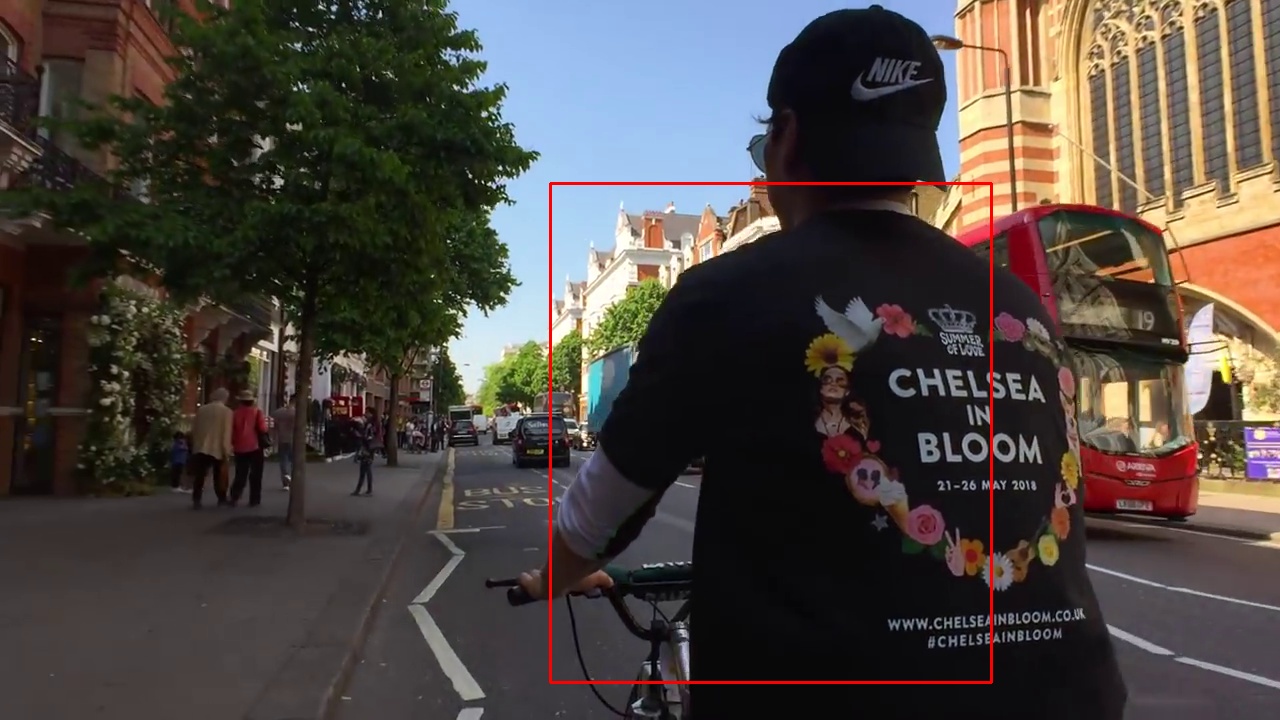 NIKE
SUMMER
OF LOVE
CHELSEA
IN
BLOOM
21-26 MAY 2018
WWW.CHELSEAINBLOOM.CO.UK
#CHELSEAINBLOOM
19
ARRIVA
BUS
STOP